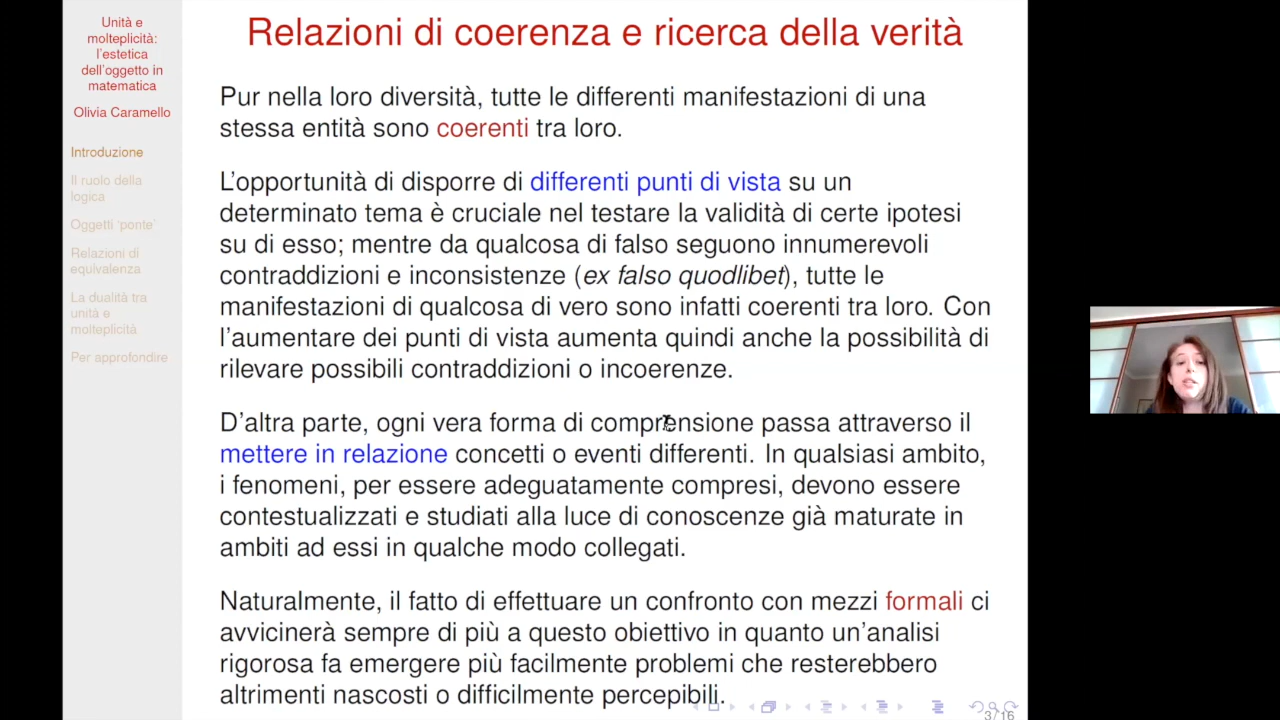 Unità e
molteplicità:
l'estetica
dell'oggetto in
matematica
Olivia Caramello
Introduzione
Il ruolo della
logica
Oggetti 'ponte'
Relazioni di
equivalenza
La dualità tra
unità e
molteplicità
Per approfondire
Relazioni di coerenza e ricerca della verità
Pur nella loro diversità, tutte le differenti manifestazioni di una
stessa entità sono coerenti tra loro.
L'opportunità di disporre di differenti punti di vista su un
determinato tema è cruciale nel testare la validità di certe ipotesi
su di esso; mentre da qualcosa di falso seguono innumerevoli
contraddizioni e inconsistenze (ex falso quodlibet), tutte le
manifestazioni di qualcosa di vero sono infatti coerenti tra loro. Con
l'aumentare dei punti di vista aumenta quindi anche la possibilità di
rilevare possibili contraddizioni o incoerenze.
D'altra parte, ogni vera forma di comprensione passa attraverso il
mettere in relazione concetti o eventi differenti. In qualsiasi ambito,
i fenomeni, per essere adeguatamente compresi, devono essere
contestualizzati e studiati alla luce di conoscenze già maturate in
ambiti ad essi in qualche modo collegati.
Naturalmente, il fatto di effettuare un confronto con mezzi formali ci
avvicinerà sempre di più a questo obiettivo in quanto un'analisi
rigorosa fa emergere più facilmente problemi che resterebbero
altrimenti nascosti o difficilmente percepibili.
3 / 16